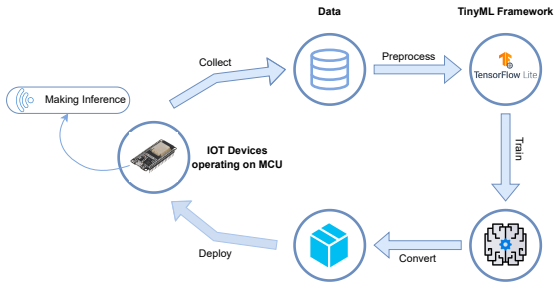 Data
TinyML Framework
Collect
Preprocess
TensorFlow Lite
Making Inference
IOT Devices
operating on MCU
Train
Deploy
Convert